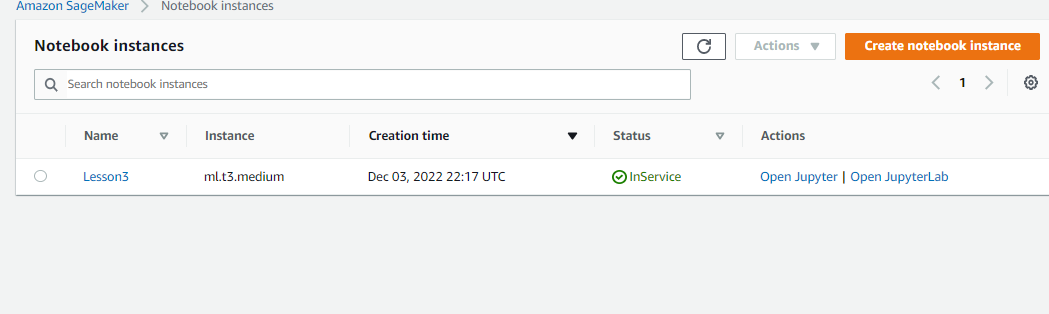 Amazon SageMaker > Notebook instances
Notebook instances
Actions
Create notebook instance
Search notebook instances
1
Name Instance Creation time Status Actions
Lesson3 ml.t3.medium Dec 03, 2022 22:17 UTC InService Open Jupyter | Open JupyterLab